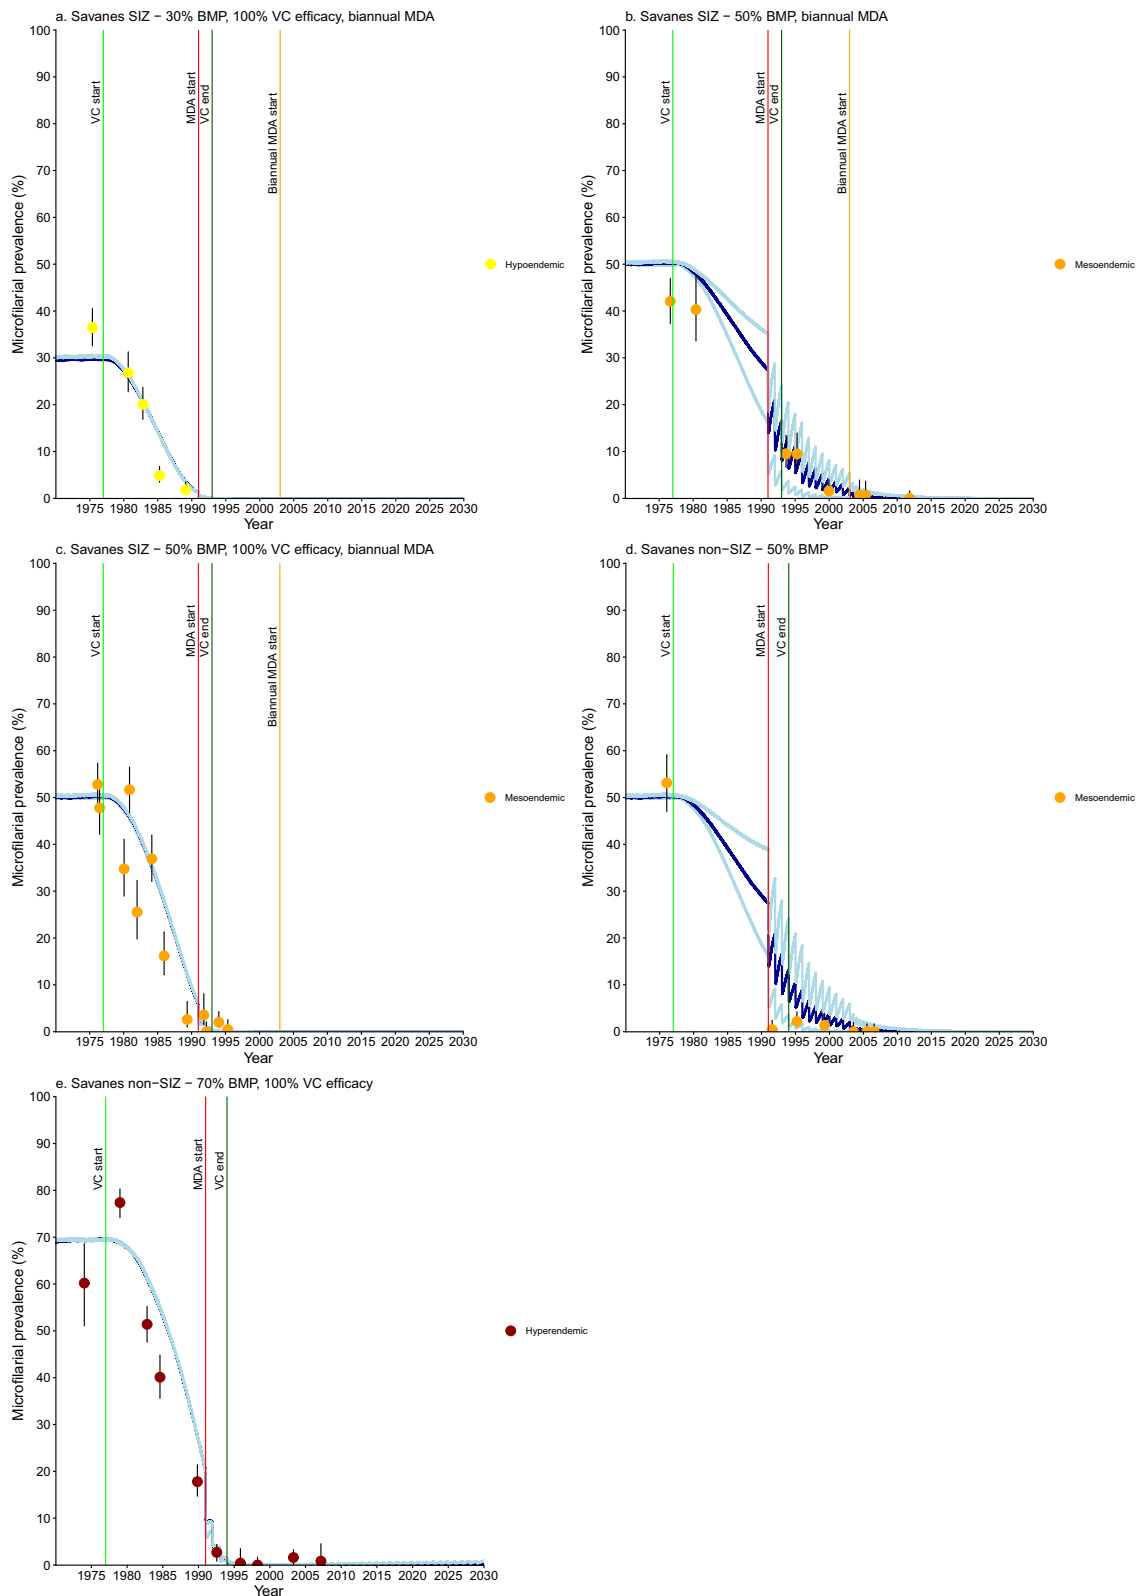 a. Savanes SIZ − 30% BMP, 100% VC efficacy, biannual MDA
100
90
80
70
60
50
40
30
20
10
0
Microfilarial prevalence (%)
VC start
MDA start
VC end
Biannual MDA start
Hypoendemic
1975 1980 1985 1990 1995 2000 2005 2010 2015 2020 2025 2030
Year
b. Savanes SIZ − 50% BMP, biannual MDA
100
90
80
70
60
50
40
30
20
10
0
Microfilarial prevalence (%)
VC start
MDA start
VC end
Biannual MDA start
Mesoendemic
1975 1980 1985 1990 1995 2000 2005 2010 2015 2020 2025 2030
Year
c. Savanes SIZ − 50% BMP, 100% VC efficacy, biannual MDA
100
90
80
70
60
50
40
30
20
10
0
Microfilarial prevalence (%)
VC start
MDA start
VC end
Biannual MDA start
Mesoendemic
1975 1980 1985 1990 1995 2000 2005 2010 2015 2020 2025 2030
Year
d. Savanes non−SIZ − 50% BMP
100
90
80
70
60
50
40
30
20
10
0
Microfilarial prevalence (%)
VC start
MDA start
VC end
Mesoendemic
1975 1980 1985 1990 1995 2000 2005 2010 2015 2020 2025 2030
Year
e. Savanes non−SIZ − 70% BMP, 100% VC efficacy
100
90
80
70
60
50
40
30
20
10
0
Microfilarial prevalence (%)
VC start
MDA start
VC end
Hyperendemic
1975 1980 1985 1990 1995 2000 2005 2010 2015 2020 2025 2030
Year